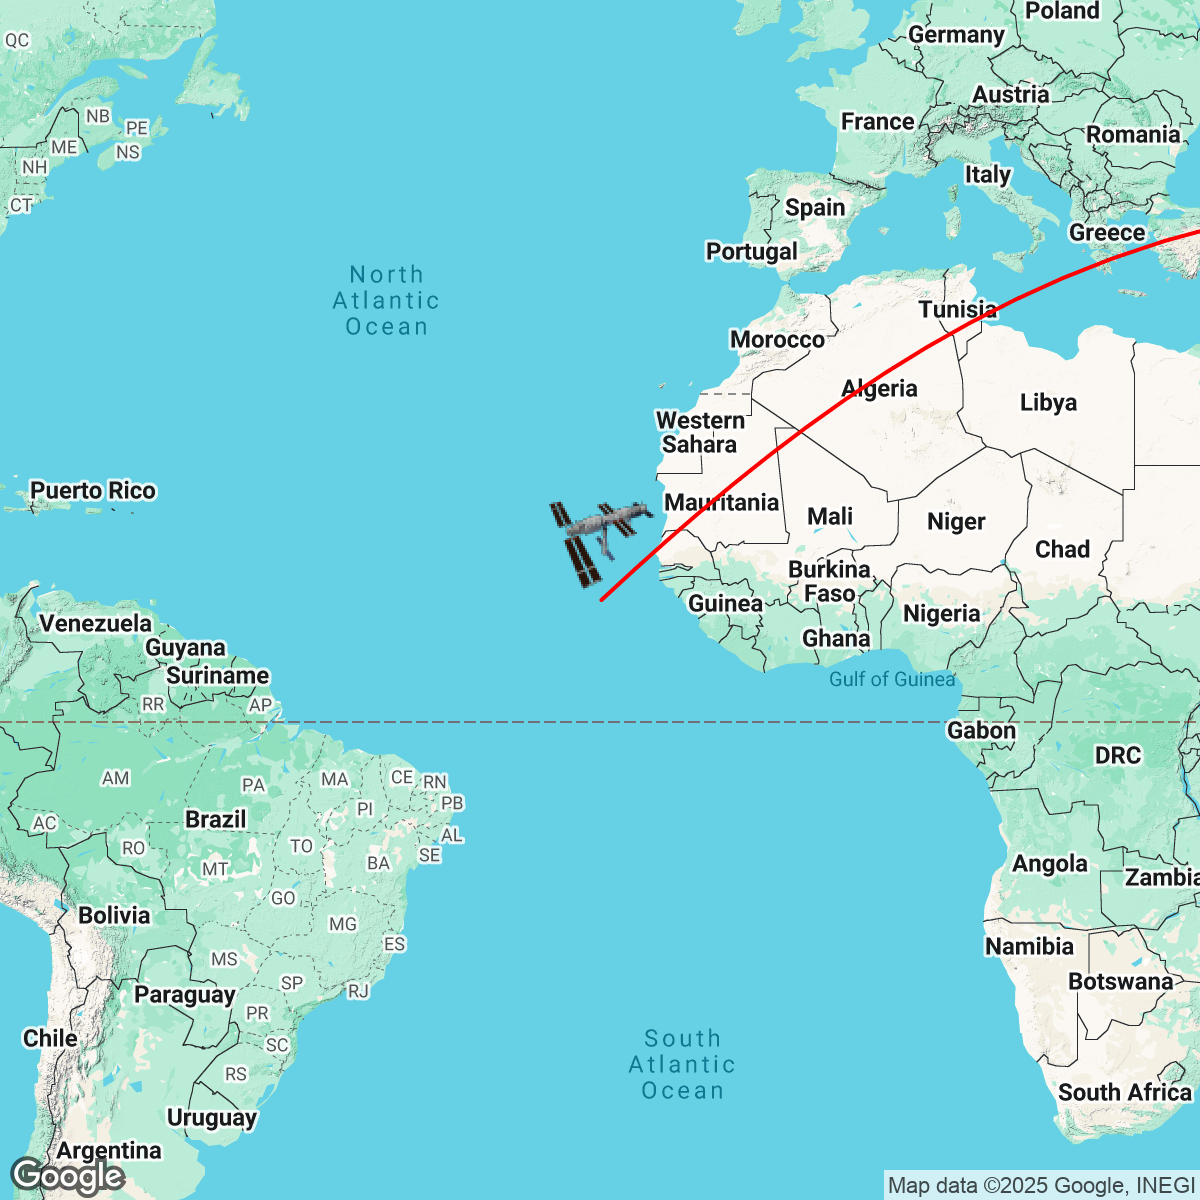 Poland
QC
Germany
Austria
NB
PE
France
Romania
ME
NS
NH
Italy
CT
Spain
Greece
Portugal
North
Atlantic
Ocean
Tunisia
Morocco
Algeria
Libya
Western
Sahara
Puerto Rico
Mauritania
Mali
Niger
Chad
Burkina
Faso
Guinea
Nigeria
Venezuela
Ghana
Guyana
Suriname
Gulf of Guinea
RR
AP
Gabon
DRC
AM
PA
MA
CE
RN
PB
PI
AC
Brazil
AL
TO
RO
SE
BA
MT
Angola
Zambia
GO
Bolivia
MG
ES
Namibia
MS
SP
RJ
Botswana
Paraguay
PR
Chile
SC
South
Atlantic
Ocean
RS
South Africa
Uruguay
Argentina
Google
Map data ©2025 Google, INEGI